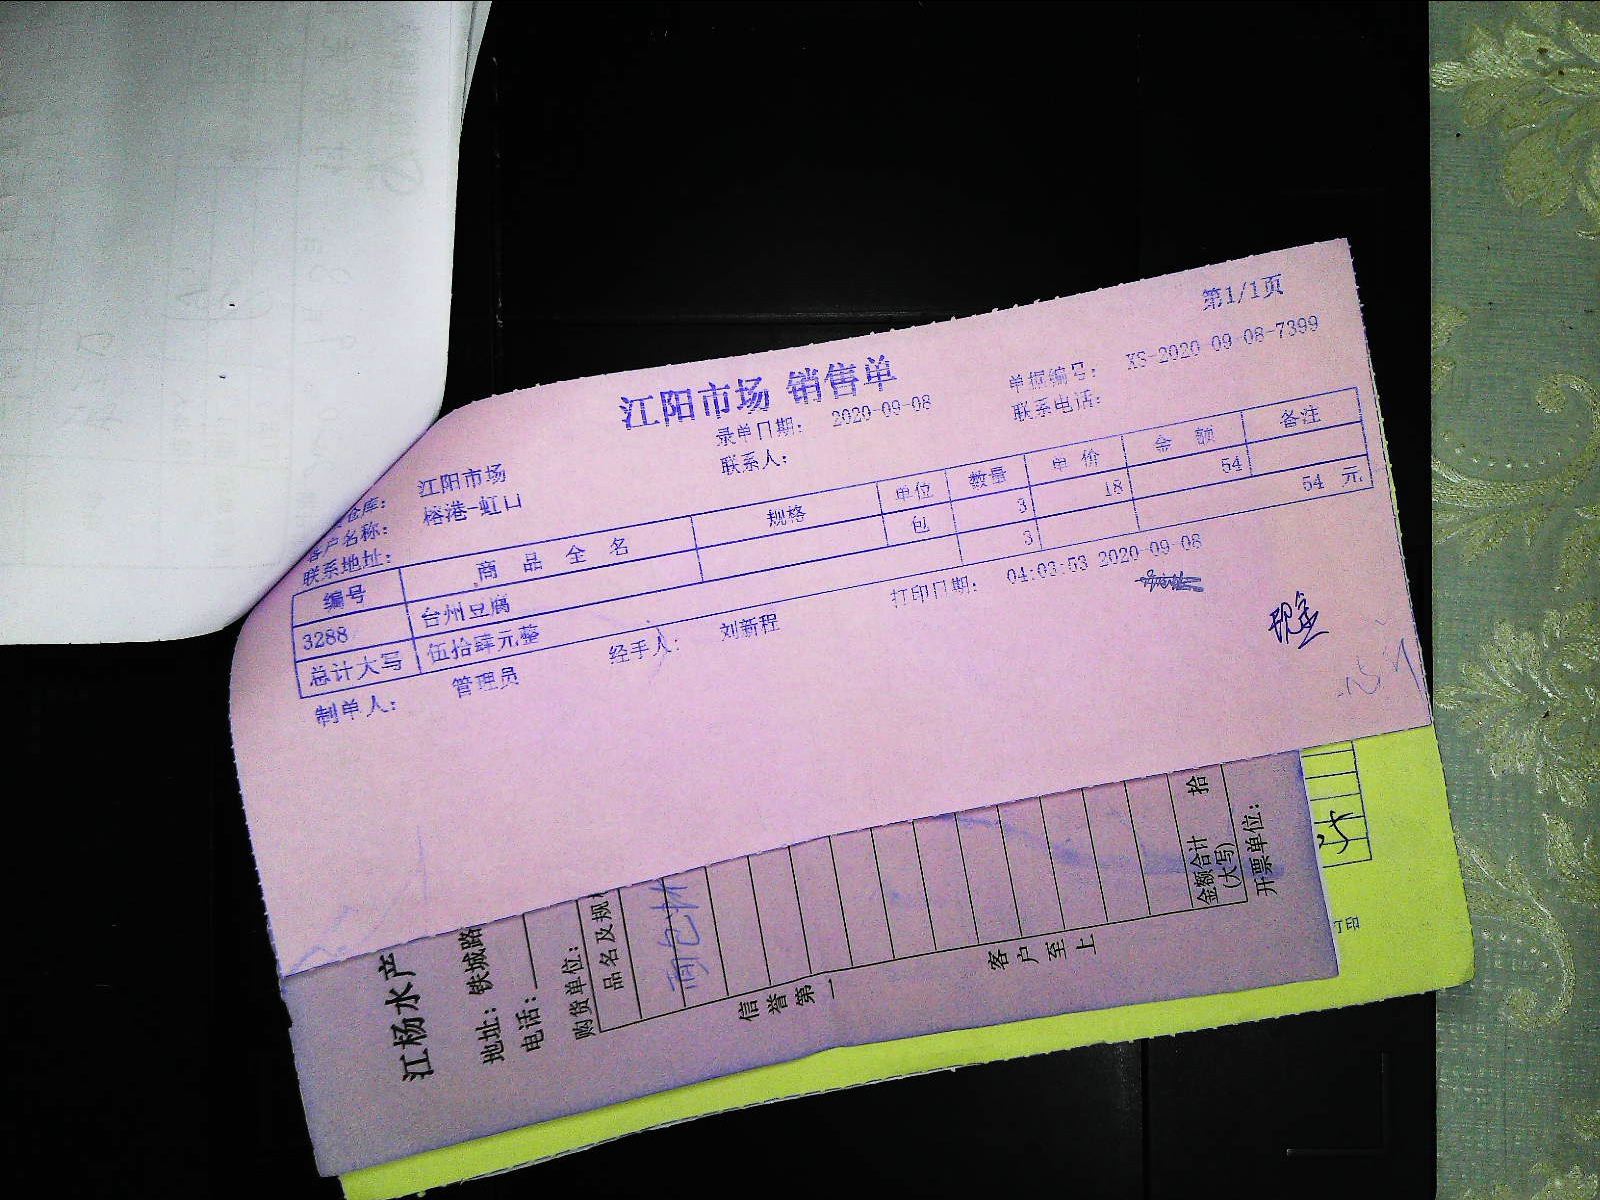 第1/1页
江阳市场 销售单
仓库： 江阳市场 录单日期： 2020-09-08 单据编号： XS-2020-09-08-7399
客户名称： 榕港-虹口 联系人： 联系电话：
联系地址：
编号 商品全名 规格 单位 数量 单价 金额 备注
3288 台州豆腐 包 3 18 54
总计大写 伍拾肆元整 3 54 元
制单人： 管理员 经手人： 刘新程 打印日期： 04:03:53 2020-09-08
现金
江杨水产
地址：铁城路
电话：
购货单位：
品名及规
面包
信誉第一
客户至上
金额合计
(大写)
拾
开票单位：
打印